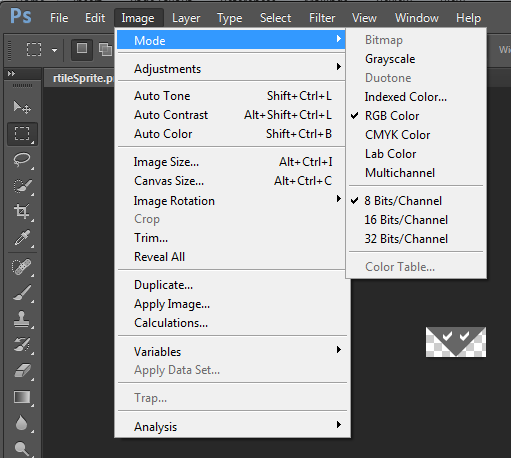 Ps File Edit Image Layer Type Select Filter View Window Help
rtileSprite.p
Mode
Adjustments
Auto Tone Shift+Ctrl+L
Auto Contrast Alt+Shift+Ctrl+L
Auto Color Shift+Ctrl+B
Image Size... Alt+Ctrl+I
Canvas Size... Alt+Ctrl+C
Image Rotation
Crop
Trim...
Reveal All
Duplicate...
Apply Image...
Calculations...
Variables
Apply Data Set...
Trap...
Analysis
Bitmap
Grayscale
Duotone
Indexed Color...
RGB Color
CMYK Color
Lab Color
Multichannel
8 Bits/Channel
16 Bits/Channel
32 Bits/Channel
Color Table...